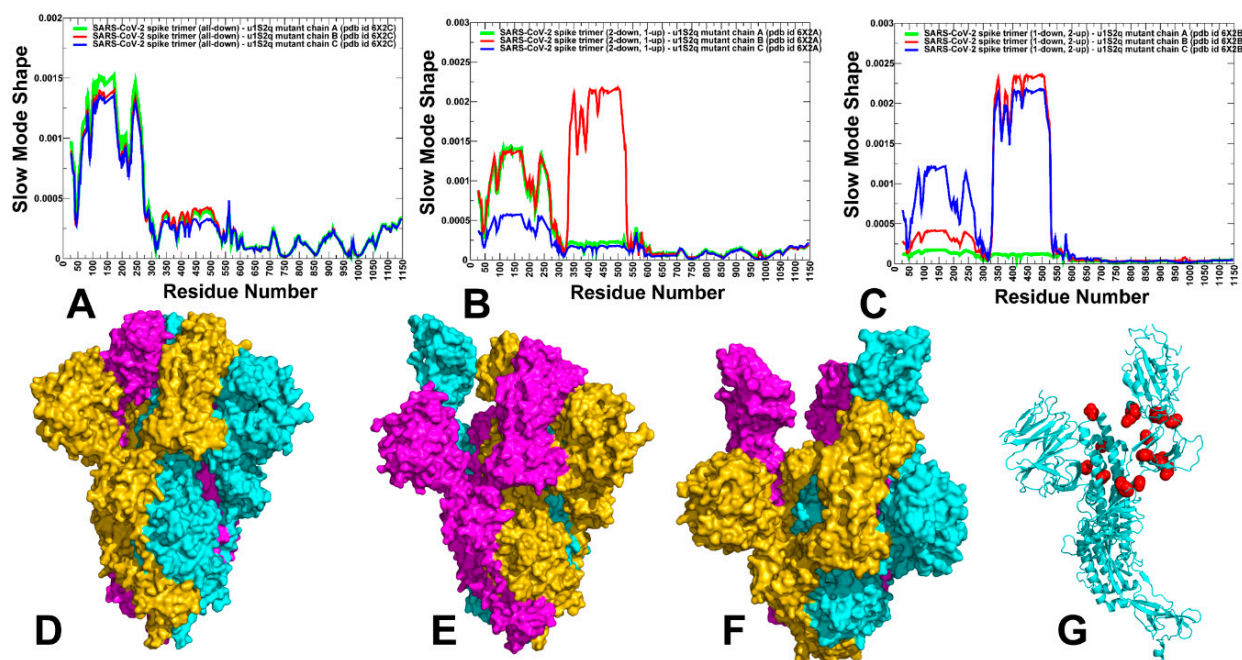 SARS-CoV-2 spike trimer (all-down) - u1S2q mutant chain A (pdb id 6X2C)
SARS-CoV-2 spike trimer (all-down) - u1S2q mutant chain B (pdb id 6X2C)
SARS-CoV-2 spike trimer (all-down) - u1S2q mutant chain C (pdb id 6X2C)
Slow Mode Shape
0.002
0.0015
0.001
0.0005
0
0 50 100 150 200 250 300 350 400 450 500 550 600 650 700 750 800 850 900 950 1000 1050 1100 1150
Residue Number
A
SARS-CoV-2 spike trimer (2-down, 1-up) - u1S2q mutant chain A (pdb id 6X2A)
SARS-CoV-2 spike trimer (2-down, 1-up) - u1S2q mutant chain B (pdb id 6X2A)
SARS-CoV-2 spike trimer (2-down, 1-up) - u1S2q mutant chain C (pdb id 6X2A)
Slow Mode Shape
0.003
0.0025
0.002
0.0015
0.001
0.0005
0
0 50 100 150 200 250 300 350 400 450 500 550 600 650 700 750 800 850 900 950 1000 1050 1100 1150
Residue Number
B
SARS-CoV-2 spike trimer (1-down, 2-up) - u1S2q mutant chain A (pdb id 6X2B
SARS-CoV-2 spike trimer (1-down, 2-up) - u1S2q mutant chain B (pdb id 6X2B
SARS-CoV-2 spike trimer (1-down, 2-up) - u1S2q mutant chain C (pdb id 6X2B
Slow Mode Shape
0.003
0.0025
0.002
0.0015
0.001
0.0005
0
0 50 100 150 200 250 300 350 400 450 500 550 600 650 700 750 800 850 900 950 1000 1050 1100 1150
Residue Number
C
D
E
F
G